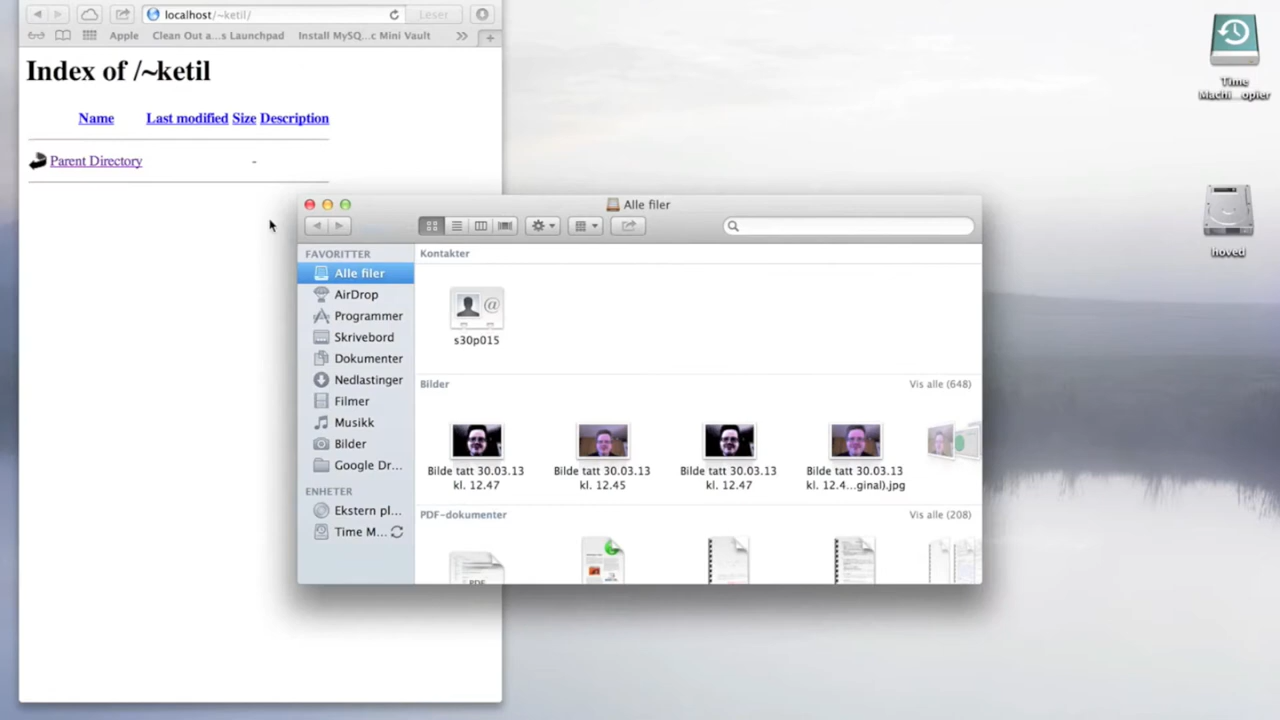 localhost/~ketil/
Leser
Apple Clean Out a...s Launchpad Install MySQ...c Mini Vault
Index of /~ketil
Name Last modified Size Description
Parent Directory -
Time
Machi...opier
hoved
Alle filer
FAVORITTER
Alle filer
AirDrop
Programmer
Skrivebord
Dokumenter
Nedlastinger
Filmer
Musikk
Bilder
Google Dr...
ENHETER
Ekstern pl...
Time M...
Kontakter
s30p015
Bilder Vis alle (648)
Bilde tatt 30.03.13
kl. 12.47
Bilde tatt 30.03.13
kl. 12.45
Bilde tatt 30.03.13
kl. 12.47
Bilde tatt 30.03.13
kl. 12.4...ginal).jpg
PDF-dokumenter Vis alle (208)
PDF